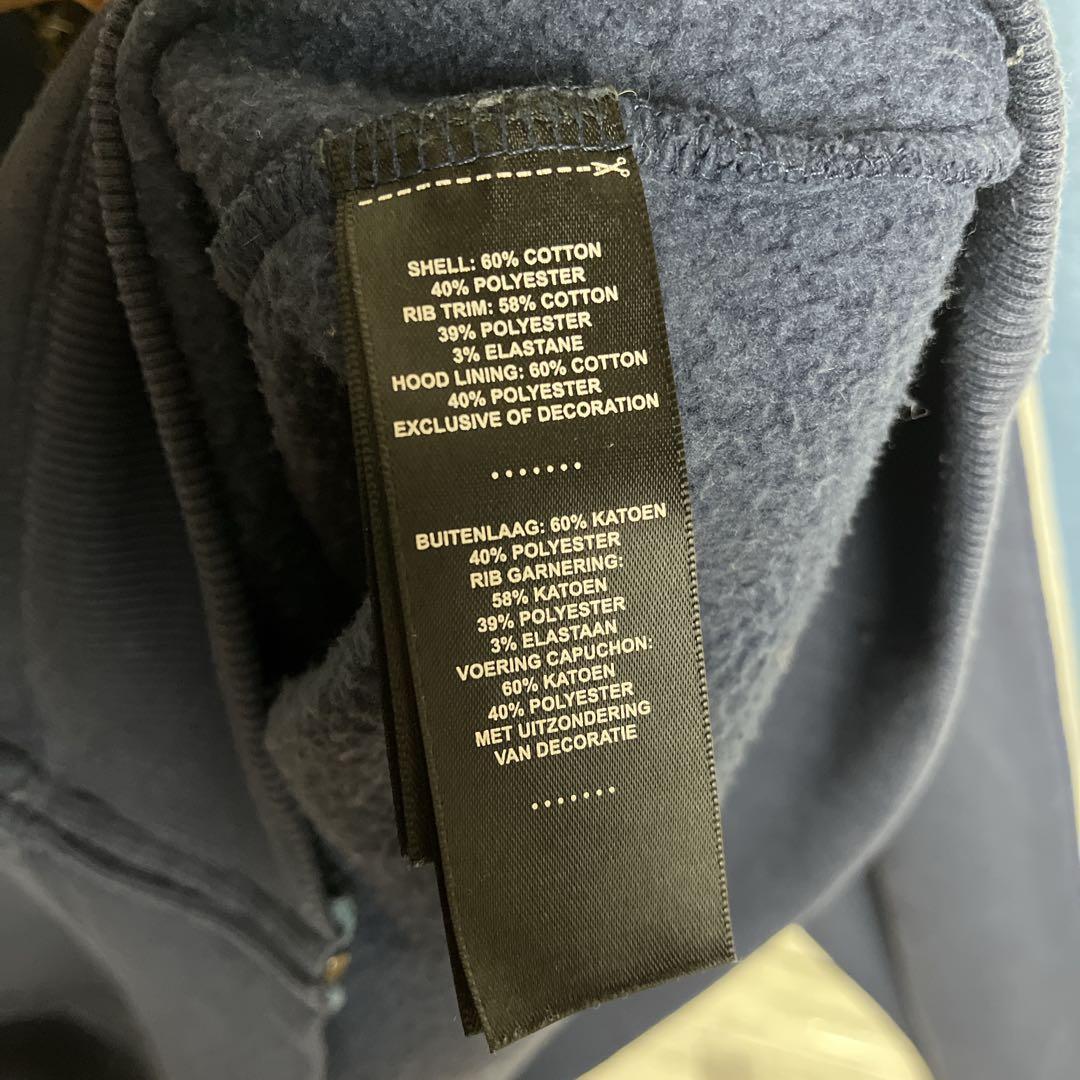 SHELL: 60% COTTON
40% POLYESTER
RIB TRIM: 58% COTTON
39% POLYESTER
3% ELASTANE
HOOD LINING: 60% COTTON
40% POLYESTER
EXCLUSIVE OF DECORATION
.......
BUITENLAAG: 60% KATOEN
40% POLYESTER
RIB GARNERING:
58% KATOEN
39% POLYESTER
3% ELASTAAN
VOERING CAPUCHON:
60% KATOEN
40% POLYESTER
MET UITZONDERING
VAN DECORATIE
.......